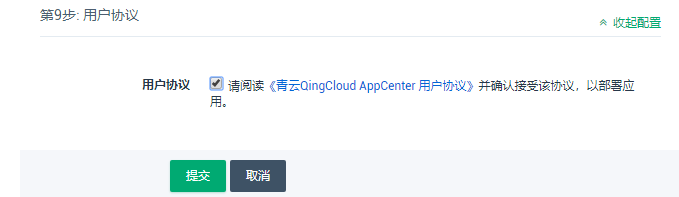 第9步: 用户协议
收起配置
用户协议 请阅读《青云QingCloud AppCenter 用户协议》并确认接受该协议，以部署应
用。
提交 取消